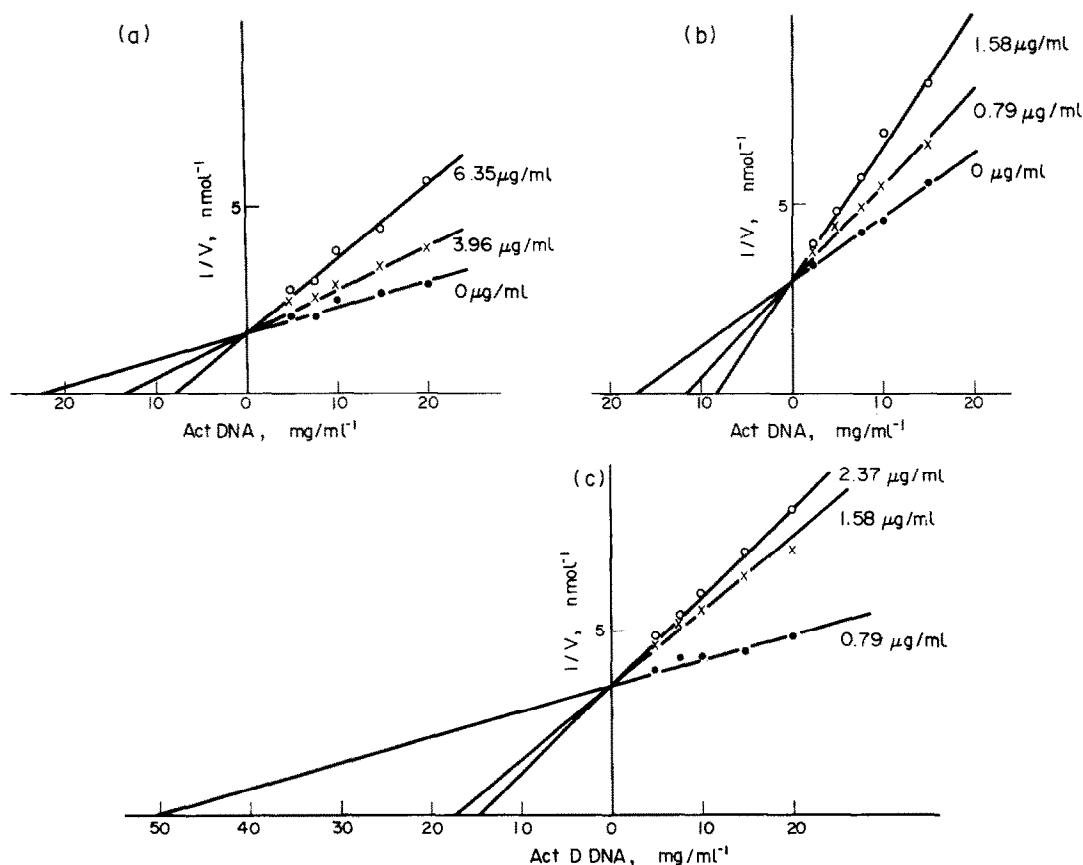 (a)
5
1/V, nmol⁻¹
6.35 µg/ml
3.96 µg/ml
0 µg/ml
20 10 0 10 20
Act DNA, mg/ml⁻¹
(b)
5
1/V, nmol⁻¹
1.58 µg/ml
0.79 µg/ml
0 µg/ml
20 10 0 10 20
Act DNA, mg/ml⁻¹
(c)
5
1/V, nmol⁻¹
2.37 µg/ml
1.58 µg/ml
0.79 µg/ml
50 40 30 20 10 0 10 20
Act D DNA, mg/ml⁻¹